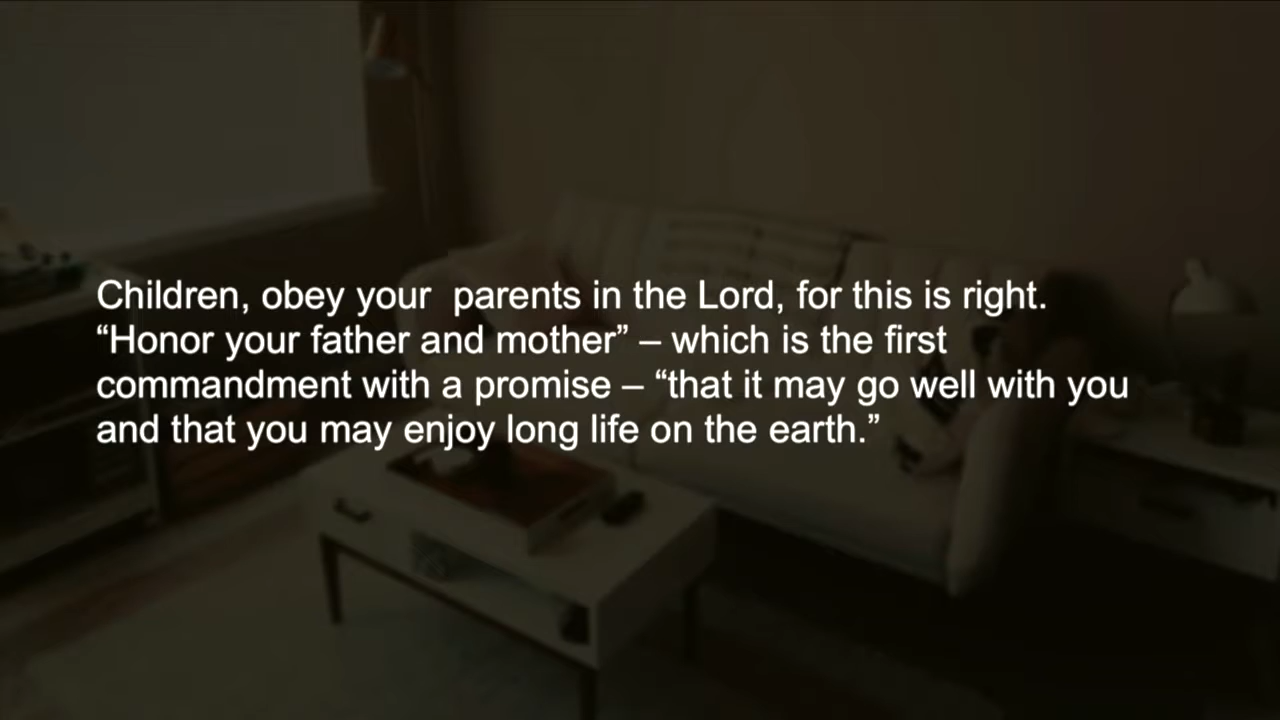 Children, obey your  parents in the Lord, for this is right.
“Honor your father and mother” – which is the first
commandment with a promise – “that it may go well with you
and that you may enjoy long life on the earth.”